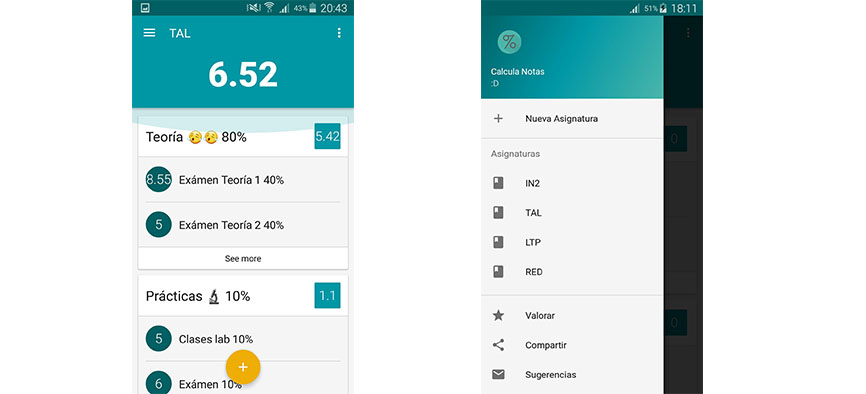 43% 20:43
TAL
6.52
Teoría 😥😥 80% 5.42
8.55 Exámen Teoría 1 40%
5 Exámen Teoría 2 40%
See more
Prácticas 🔬 10% 1.1
5 Clases lab 10%
+
6 Exámen 10%
51% 18:11
%
Calcula Notas
:D
0
+ Nueva Asignatura
Asignaturas
IN2
TAL
LTP
RED
0
Valorar
Compartir
Sugerencias